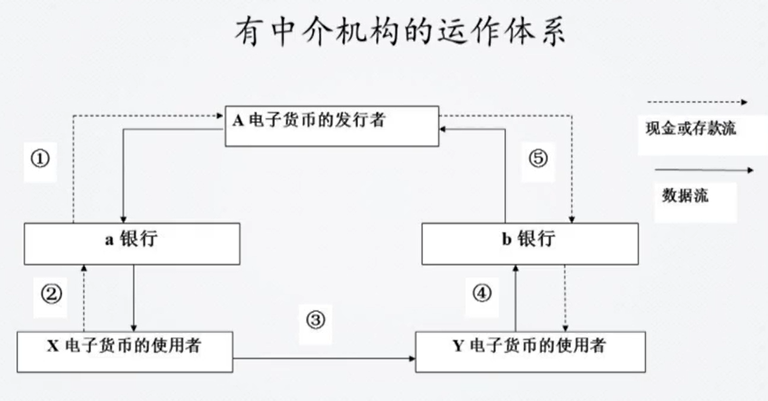 有中介机构的运作体系
A 电子货币的发行者
现金或存款流
①
⑤
数据流
a 银行
b 银行
②
④
③
X 电子货币的使用者
Y 电子货币的使用者